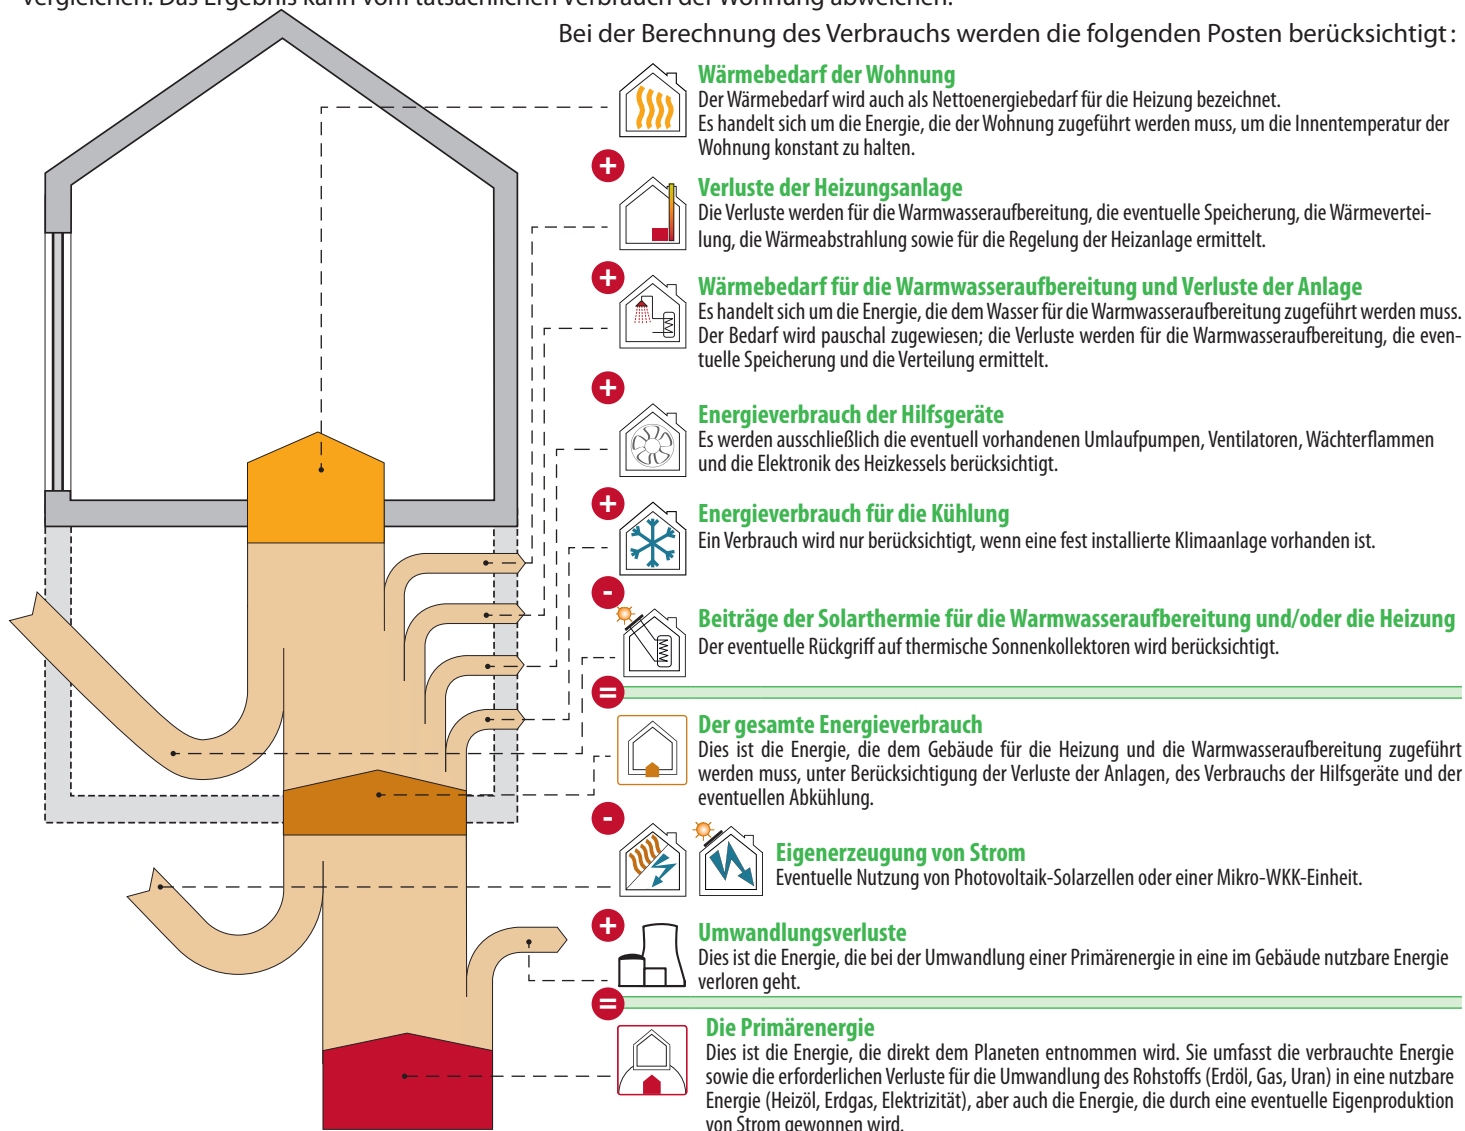 vergleichen. Das Ergebnis kann vom tatsächlichen Verbrauch der Wohnung abweichen.
Bei der Berechnung des Verbrauchs werden die folgenden Posten berücksichtigt :
Wärmebedarf der Wohnung
Der Wärmebedarf wird auch als Nettoenergiebedarf für die Heizung bezeichnet.
Es handelt sich um die Energie, die der Wohnung zugeführt werden muss, um die Innentemperatur der
Wohnung konstant zu halten.
+
Verluste der Heizungsanlage
Die Verluste werden für die Warmwasseraufbereitung, die eventuelle Speicherung, die Wärmevertei-
lung, die Wärmeabstrahlung sowie für die Regelung der Heizanlage ermittelt.
+
Wärmebedarf für die Warmwasseraufbereitung und Verluste der Anlage
Es handelt sich um die Energie, die dem Wasser für die Warmwasseraufbereitung zugeführt werden muss.
Der Bedarf wird pauschal zugewiesen; die Verluste werden für die Warmwasseraufbereitung, die even-
tuelle Speicherung und die Verteilung ermittelt.
+
Energieverbrauch der Hilfsgeräte
Es werden ausschließlich die eventuell vorhandenen Umlaufpumpen, Ventilatoren, Wächterflammen
und die Elektronik des Heizkessels berücksichtigt.
+
Energieverbrauch für die Kühlung
Ein Verbrauch wird nur berücksichtigt, wenn eine fest installierte Klimaanlage vorhanden ist.
-
Beiträge der Solarthermie für die Warmwasseraufbereitung und/oder die Heizung
Der eventuelle Rückgriff auf thermische Sonnenkollektoren wird berücksichtigt.
=
Der gesamte Energieverbrauch
Dies ist die Energie, die dem Gebäude für die Heizung und die Warmwasseraufbereitung zugeführt
werden muss, unter Berücksichtigung der Verluste der Anlagen, des Verbrauchs der Hilfsgeräte und der
eventuellen Abkühlung.
-
Eigenerzeugung von Strom
Eventuelle Nutzung von Photovoltaik-Solarzellen oder einer Mikro-WKK-Einheit.
+
Umwandlungsverluste
Dies ist die Energie, die bei der Umwandlung einer Primärenergie in eine im Gebäude nutzbare Energie
verloren geht.
=
Die Primärenergie
Dies ist die Energie, die direkt dem Planeten entnommen wird. Sie umfasst die verbrauchte Energie
sowie die erforderlichen Verluste für die Umwandlung des Rohstoffs (Erdöl, Gas, Uran) in eine nutzbare
Energie (Heizöl, Erdgas, Elektrizität), aber auch die Energie, die durch eine eventuelle Eigenproduktion
von Strom gewonnen wird.